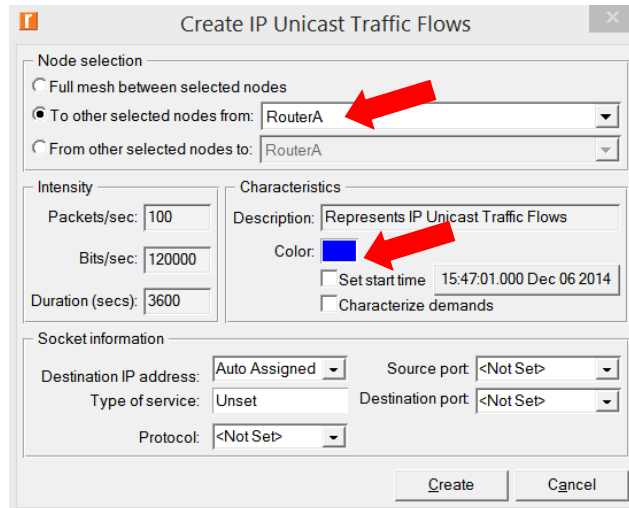 Create IP Unicast Traffic Flows
Node selection
Full mesh between selected nodes
To other selected nodes from: RouterA
From other selected nodes to: RouterA
Intensity
Packets/sec: 100
Bits/sec: 120000
Duration (secs): 3600
Characteristics
Description: Represents IP Unicast Traffic Flows
Color:
Set start time 15:47:01.000 Dec 06 2014
Characterize demands
Socket information
Destination IP address: Auto Assigned
Type of service: Unset
Protocol: <Not Set>
Source port: <Not Set>
Destination port: <Not Set>
Create Cancel